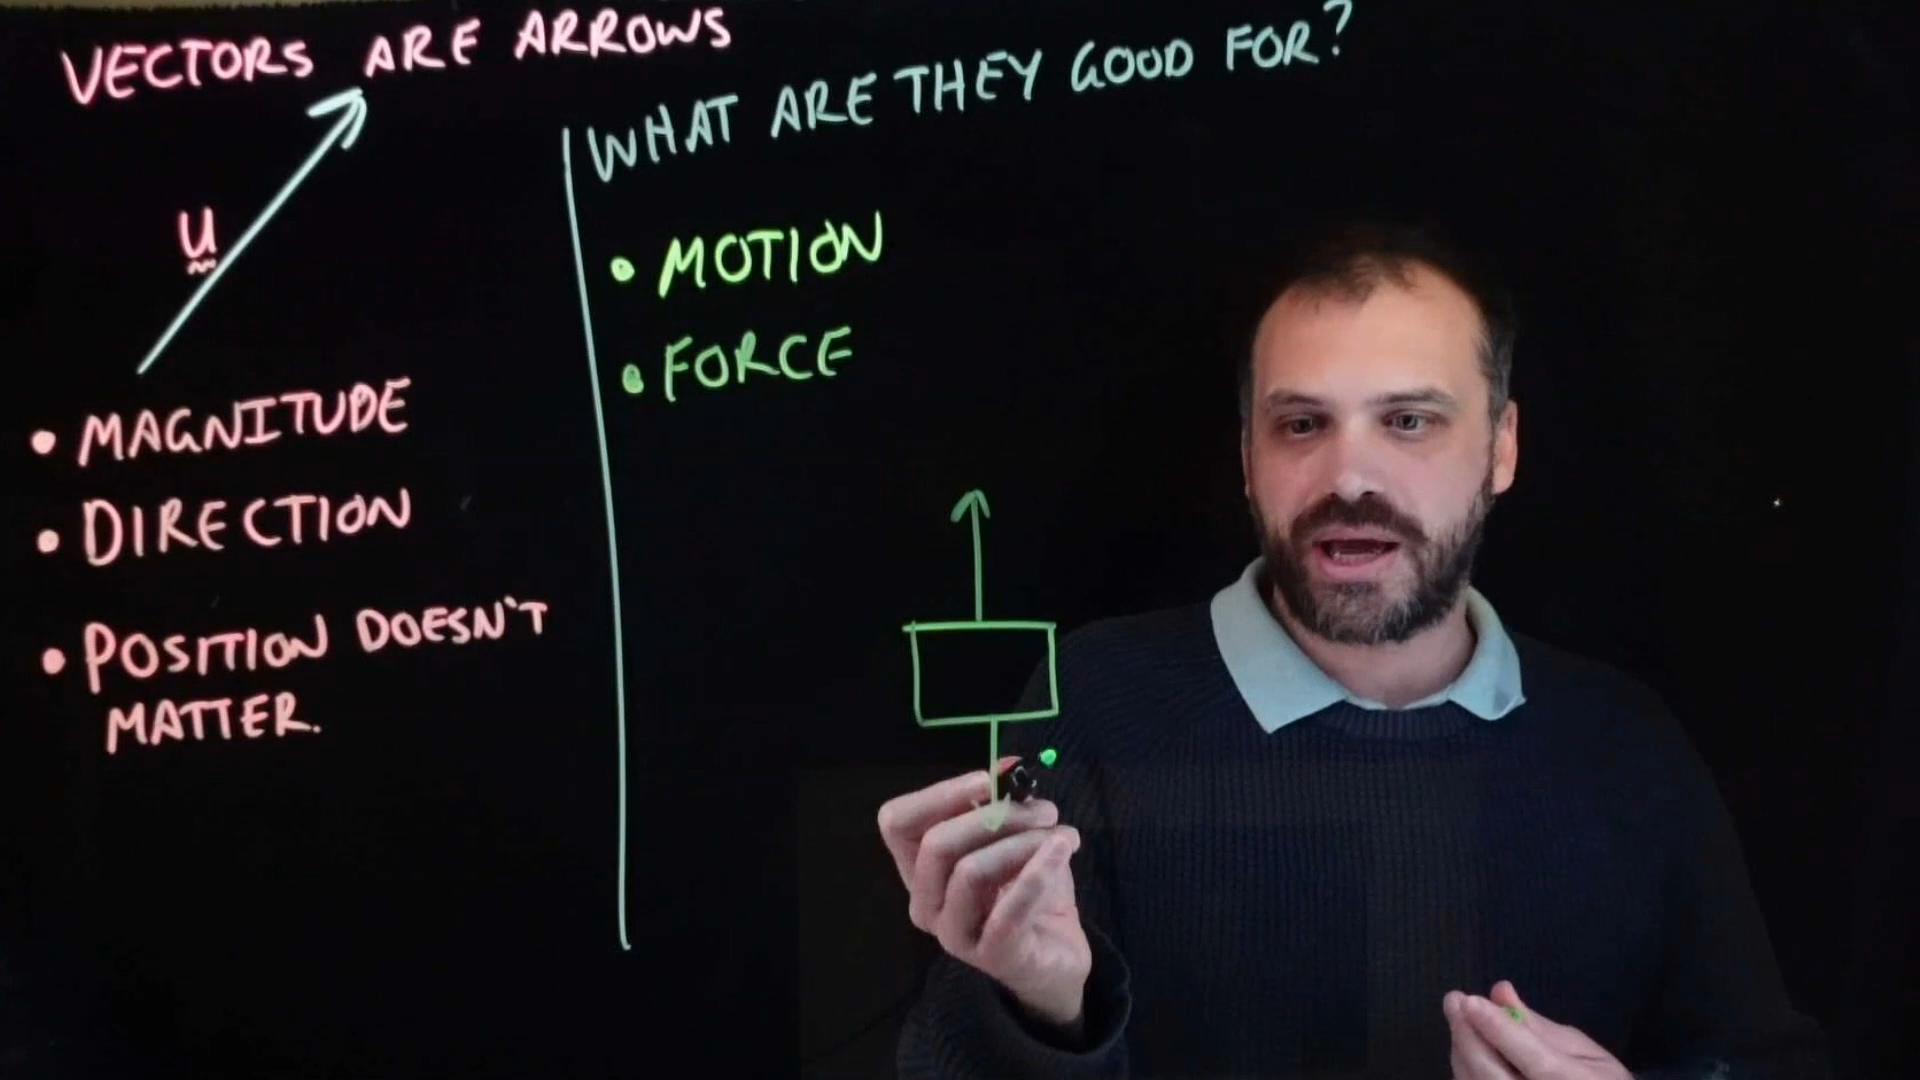 VECTORS ARE ARROWS
u
• MAGNITUDE
• DIRECTION
• POSITION DOESN'T
MATTER.
WHAT ARE THEY GOOD FOR?
• MOTION
• FORCE